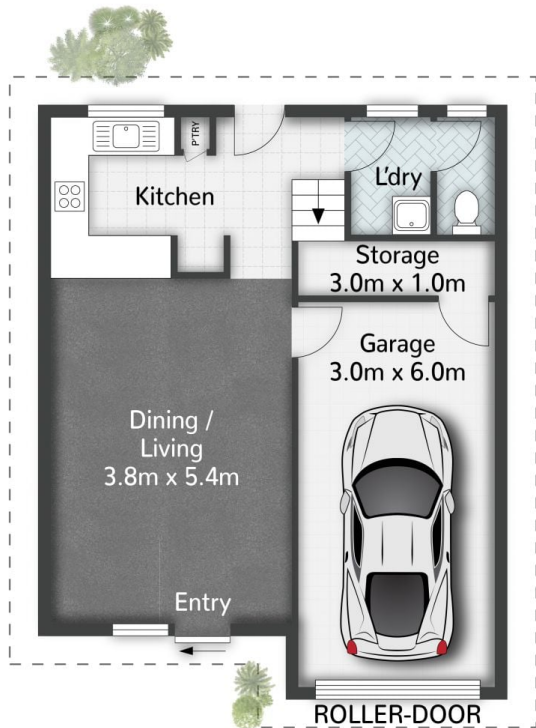 P'TRY
Kitchen
L'dry
Storage
3.0m x 1.0m
Garage
3.0m x 6.0m
Dining /
Living
3.8m x 5.4m
Entry
ROLLER-DOOR